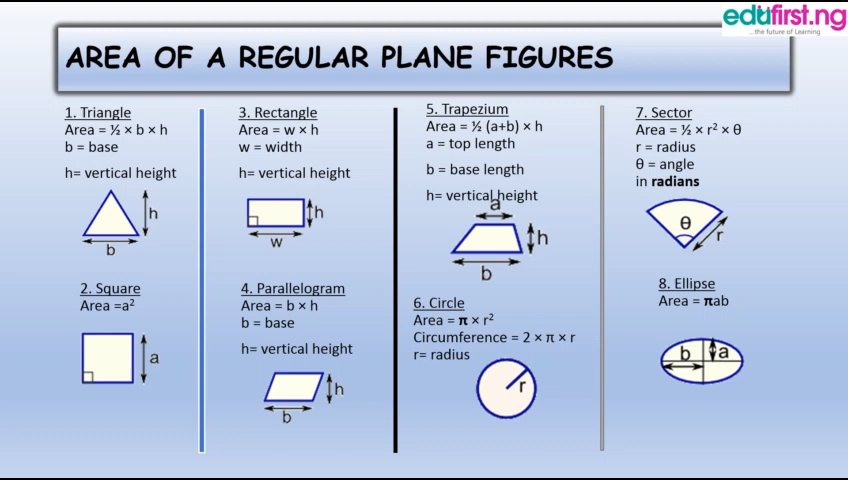 edufirst.ng
...the future of Learning
AREA OF A REGULAR PLANE FIGURES
1. Triangle
Area = ½ × b × h
b = base
h= vertical height
h
b
2. Square
Area =a²
a
3. Rectangle
Area = w × h
w = width
h= vertical height
h
w
4. Parallelogram
Area = b × h
b = base
h= vertical height
h
b
5. Trapezium
Area = ½ (a+b) × h
a = top length
b = base length
h= vertical height
a
h
b
6. Circle
Area = π × r²
Circumference = 2 × π × r
r= radius
r
7. Sector
Area = ½ × r² × θ
r = radius
θ = angle
in radians
θ
r
8. Ellipse
Area = πab
b a